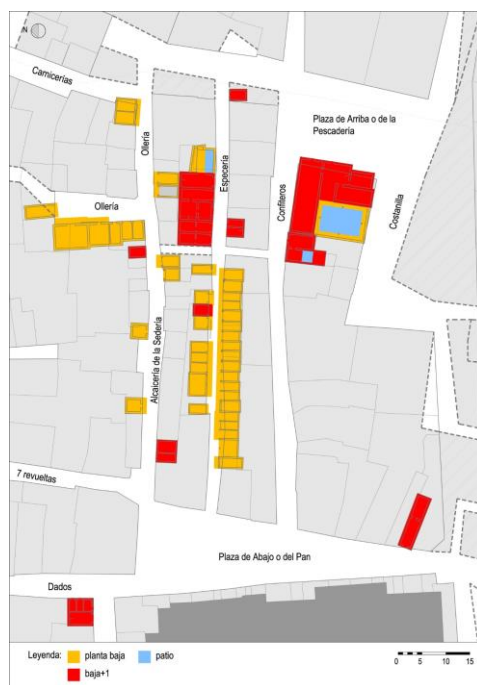 N
Carnicerías
Plaza de Arriba o de la
Pescadería
Ollería
Especería
Confiteros
Costanilla
Ollería
Alcaicería de la Sedería
7 revueltas
Plaza de Abajo o del Pan
Dados
Leyenda: planta baja patio
baja+1
0 5 10 15